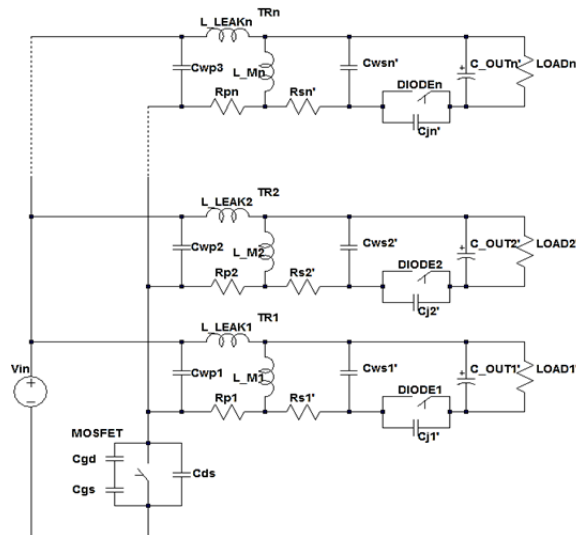 TRn
L_LEAKn
Cwp3
L_Mn
Cwsn'
C_OUTn'
LOADn'
Rpn
Rsn'
DIODEn
Cjn'
TR2
L_LEAK2
Cwp2
L_M2
Cws2'
C_OUT2'
LOAD2'
Rp2
Rs2'
DIODE2
Cj2'
TR1
L_LEAK1
Vin
Cwp1
L_M1
Cws1'
C_OUT1'
LOAD1'
Rp1
Rs1'
DIODE1
Cj1'
MOSFET
Cgd
Cds
Cgs